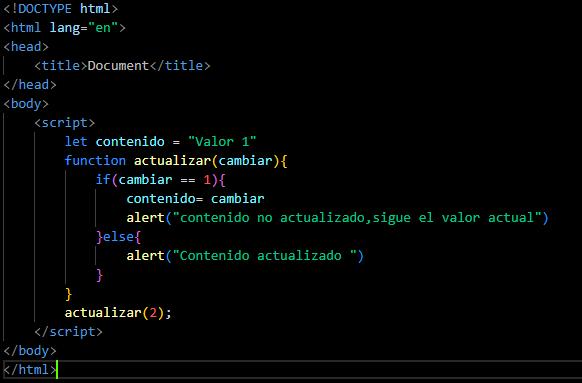 <!DOCTYPE html>
<html lang="en">
<head>
    <title>Document</title>
</head>
<body>
    <script>
        let contenido = "Valor 1"
        function actualizar(cambiar){
            if(cambiar == 1){
                contenido= cambiar
                alert("contenido no actualizado,sigue el valor actual")
            }else{
                alert("Contenido actualizado ")
            }
        }
        actualizar(2);
    </script>
</body>
</html>